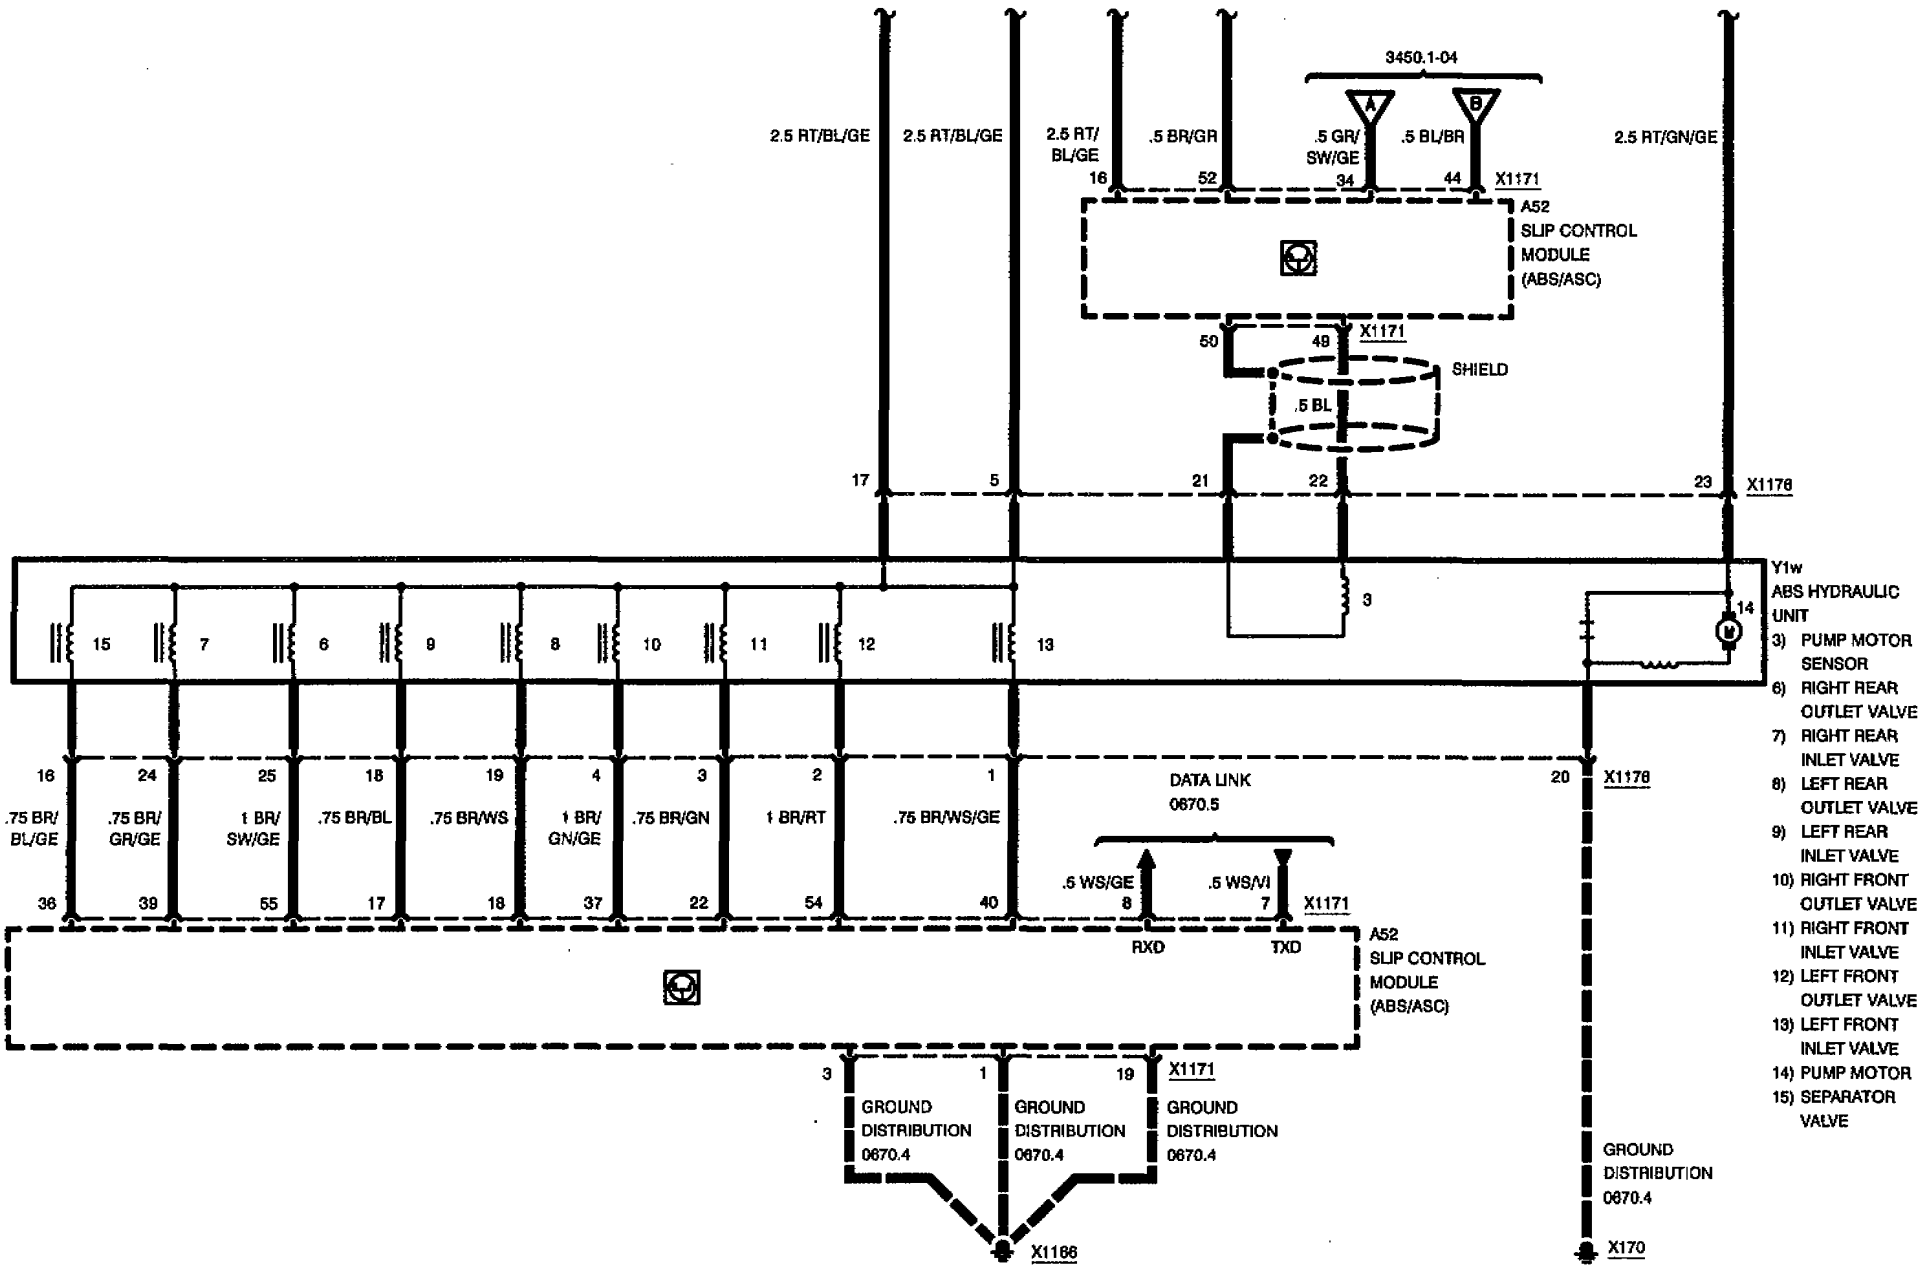 3450.1-04
A B
2.5 RT/BL/GE 2.5 RT/BL/GE 2.5 RT/ .5 BR/GR .5 GR/ .5 BL/BR 2.5 RT/GN/GE
BL/GE SW/GE
16 52 34 44 X1171
A52
SLIP CONTROL
MODULE
(ABS/ASC)
50 49 X1171
SHIELD
.5 BL
17 5 21 22 23 X1176
Y1w
ABS HYDRAULIC
UNIT
3) PUMP MOTOR
SENSOR
6) RIGHT REAR
OUTLET VALVE
7) RIGHT REAR
INLET VALVE
8) LEFT REAR
OUTLET VALVE
9) LEFT REAR
INLET VALVE
10) RIGHT FRONT
OUTLET VALVE
11) RIGHT FRONT
INLET VALVE
12) LEFT FRONT
OUTLET VALVE
13) LEFT FRONT
INLET VALVE
14) PUMP MOTOR
15) SEPARATOR
VALVE
3 14
M
15 7 6 9 8 10 11 12 13
16 24 25 18 19 4 3 2 1 20 X1176
DATA LINK
0670.5
.75 BR/ .75 BR/ 1 BR/ .75 BR/BL .75 BR/WS 1 BR/ .75 BR/GN 1 BR/RT .75 BR/WS/GE
BL/GE GR/GE SW/GE GN/GE
.5 WS/GE .5 WS/VI
36 39 55 17 18 37 22 54 40 8 7 X1171
RXD TXD
A52
SLIP CONTROL
MODULE
(ABS/ASC)
3 1 19 X1171
GROUND GROUND GROUND
DISTRIBUTION DISTRIBUTION DISTRIBUTION
0670.4 0670.4 0670.4
GROUND
DISTRIBUTION
0670.4
X1166 X170